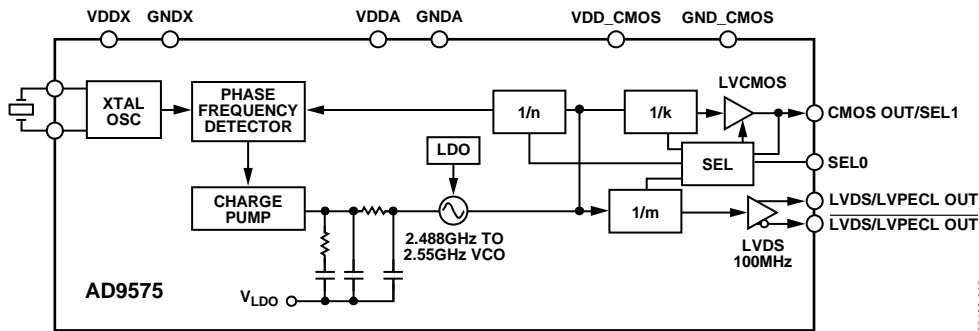 VDDX GNDX VDDA GNDA VDD_CMOS GND_CMOS
XTAL
OSC
PHASE
FREQUENCY
DETECTOR
1/n
1/k
LVCMOS
CMOS OUT/SEL1
LDO
SEL
SEL0
CHARGE
PUMP
1/m
LVDS/LVPECL OUT
LVDS/LVPECL OUT
2.488GHz TO
2.55GHz VCO
LVDS
100MHz
AD9575
VLDO